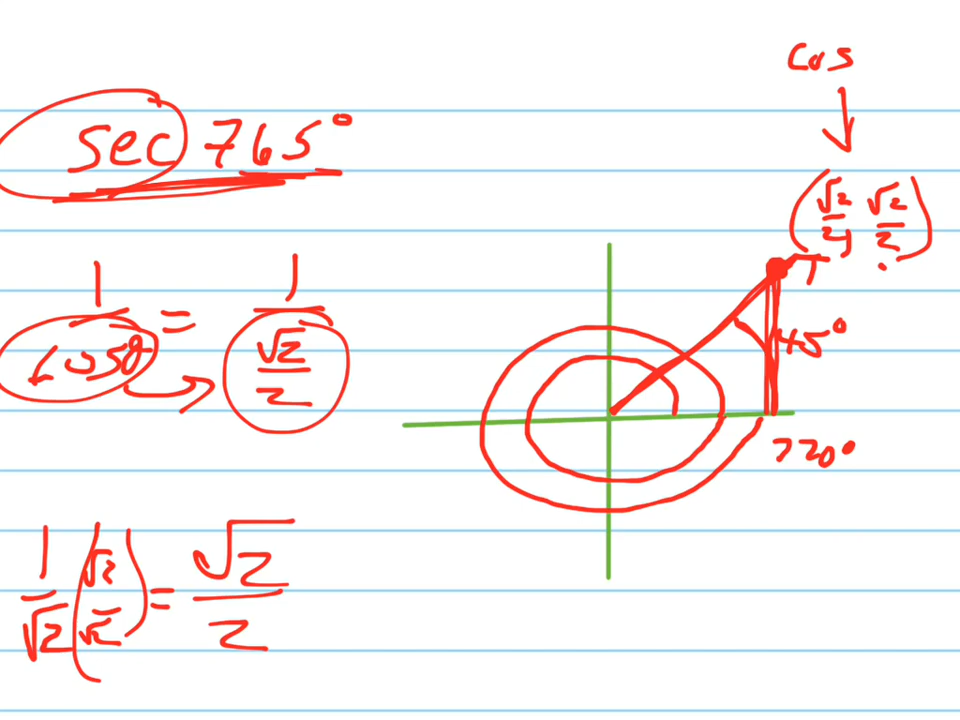 cos
sec 765°
(√2/2, √2/2)
1/cosθ = 1/(√2/2)
45°
720°
1/√2 (√2/√2) = √2/2